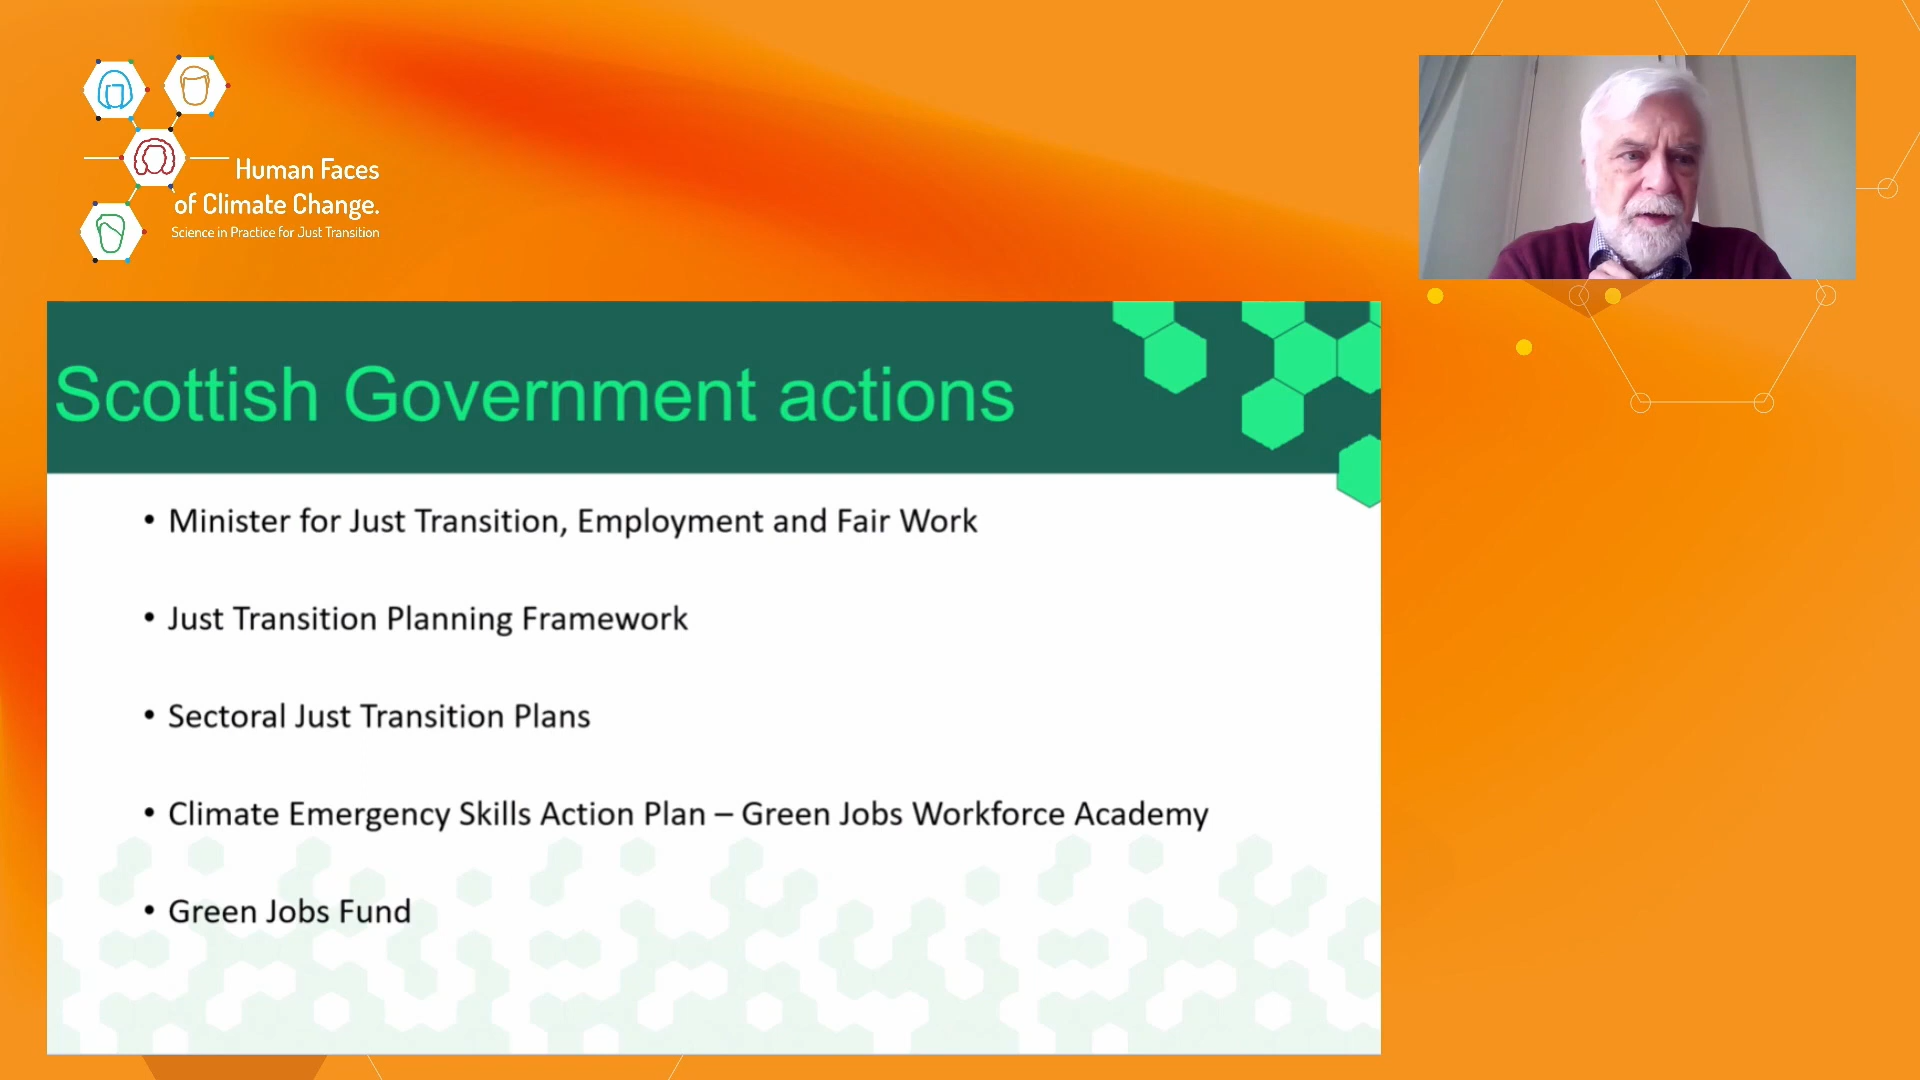 Human Faces
of Climate Change.
Science in Practice for Just Transition
Scottish Government actions
• Minister for Just Transition, Employment and Fair Work
• Just Transition Planning Framework
• Sectoral Just Transition Plans
• Climate Emergency Skills Action Plan – Green Jobs Workforce Academy
• Green Jobs Fund